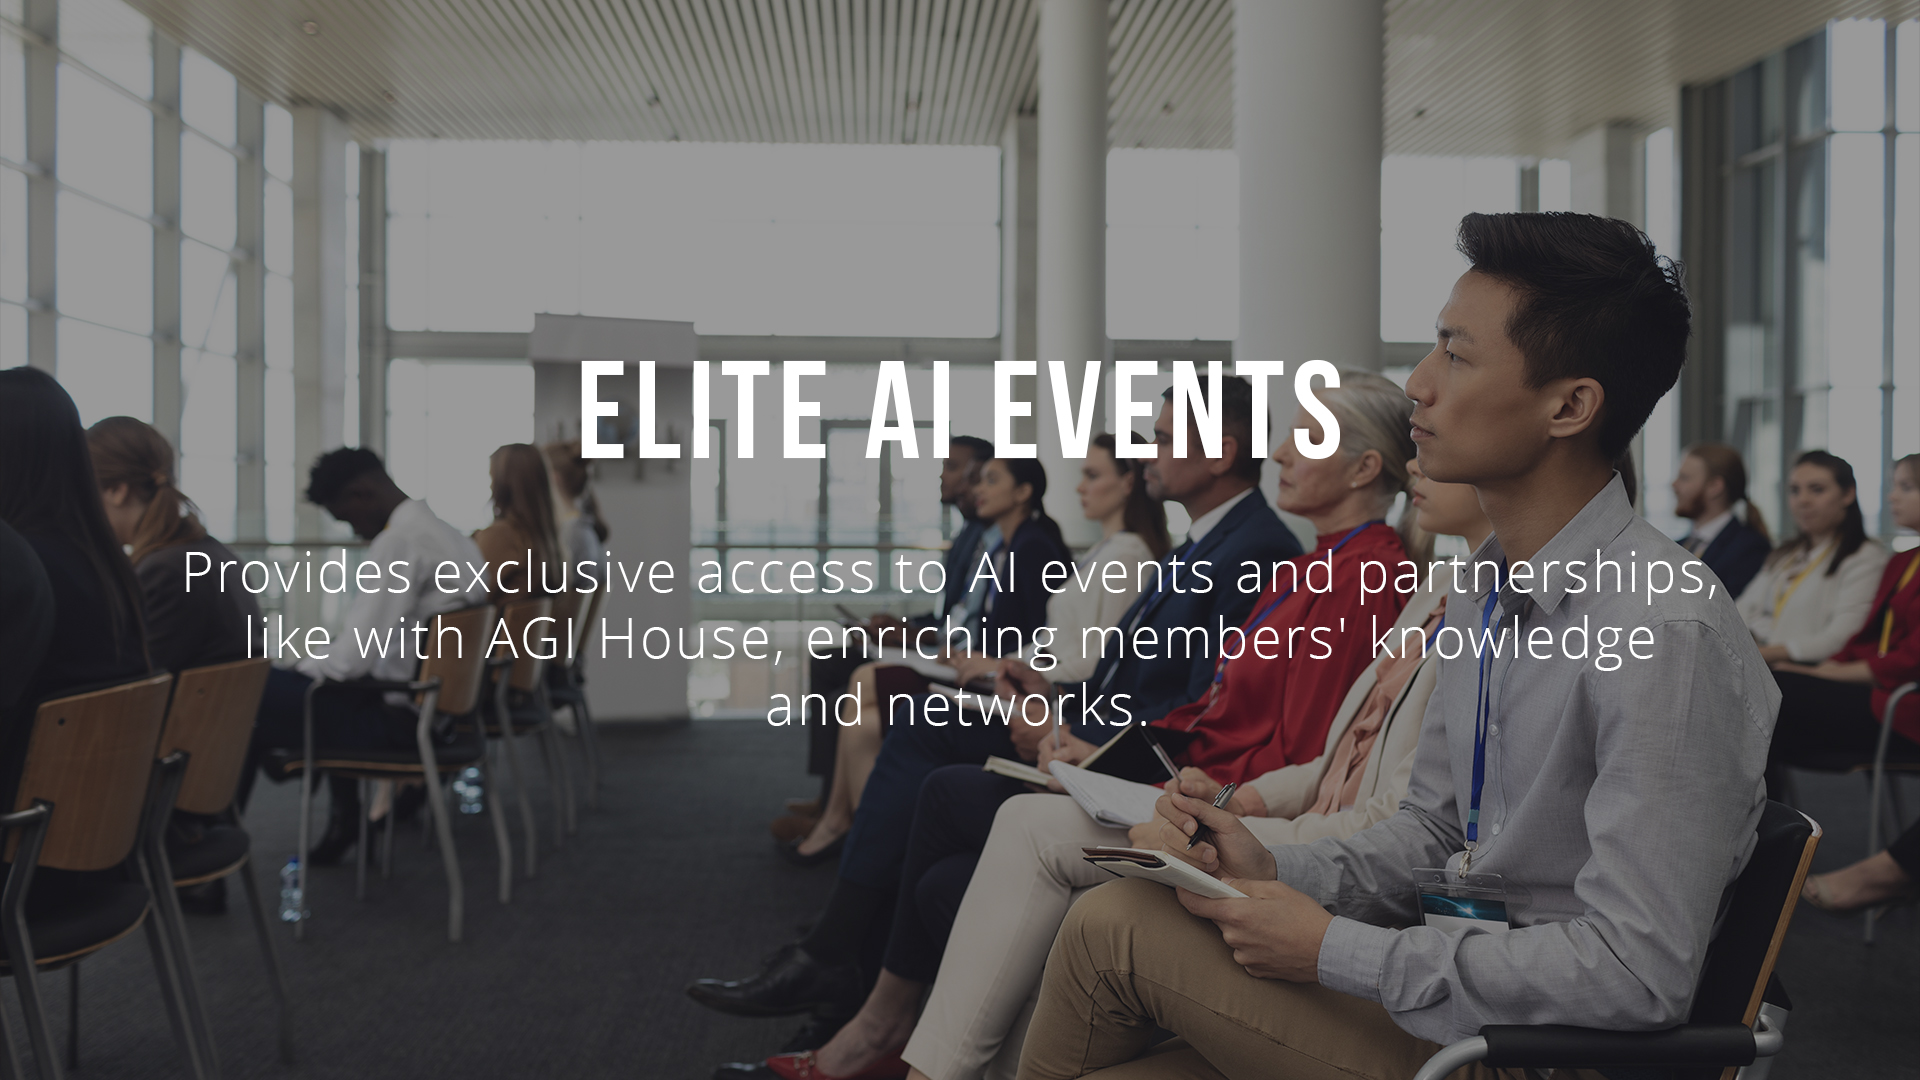 ELITE AI EVENTS
Provides exclusive access to AI events and partnerships,
like with AGI House, enriching members' knowledge
and networks.